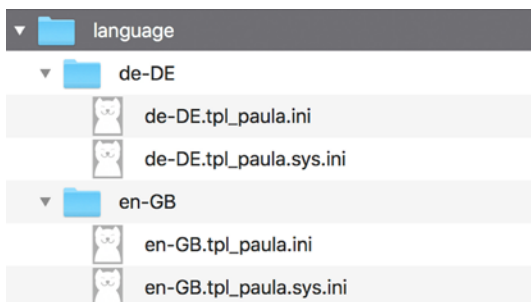 language
de-DE
de-DE.tpl_paula.ini
de-DE.tpl_paula.sys.ini
en-GB
en-GB.tpl_paula.ini
en-GB.tpl_paula.sys.ini